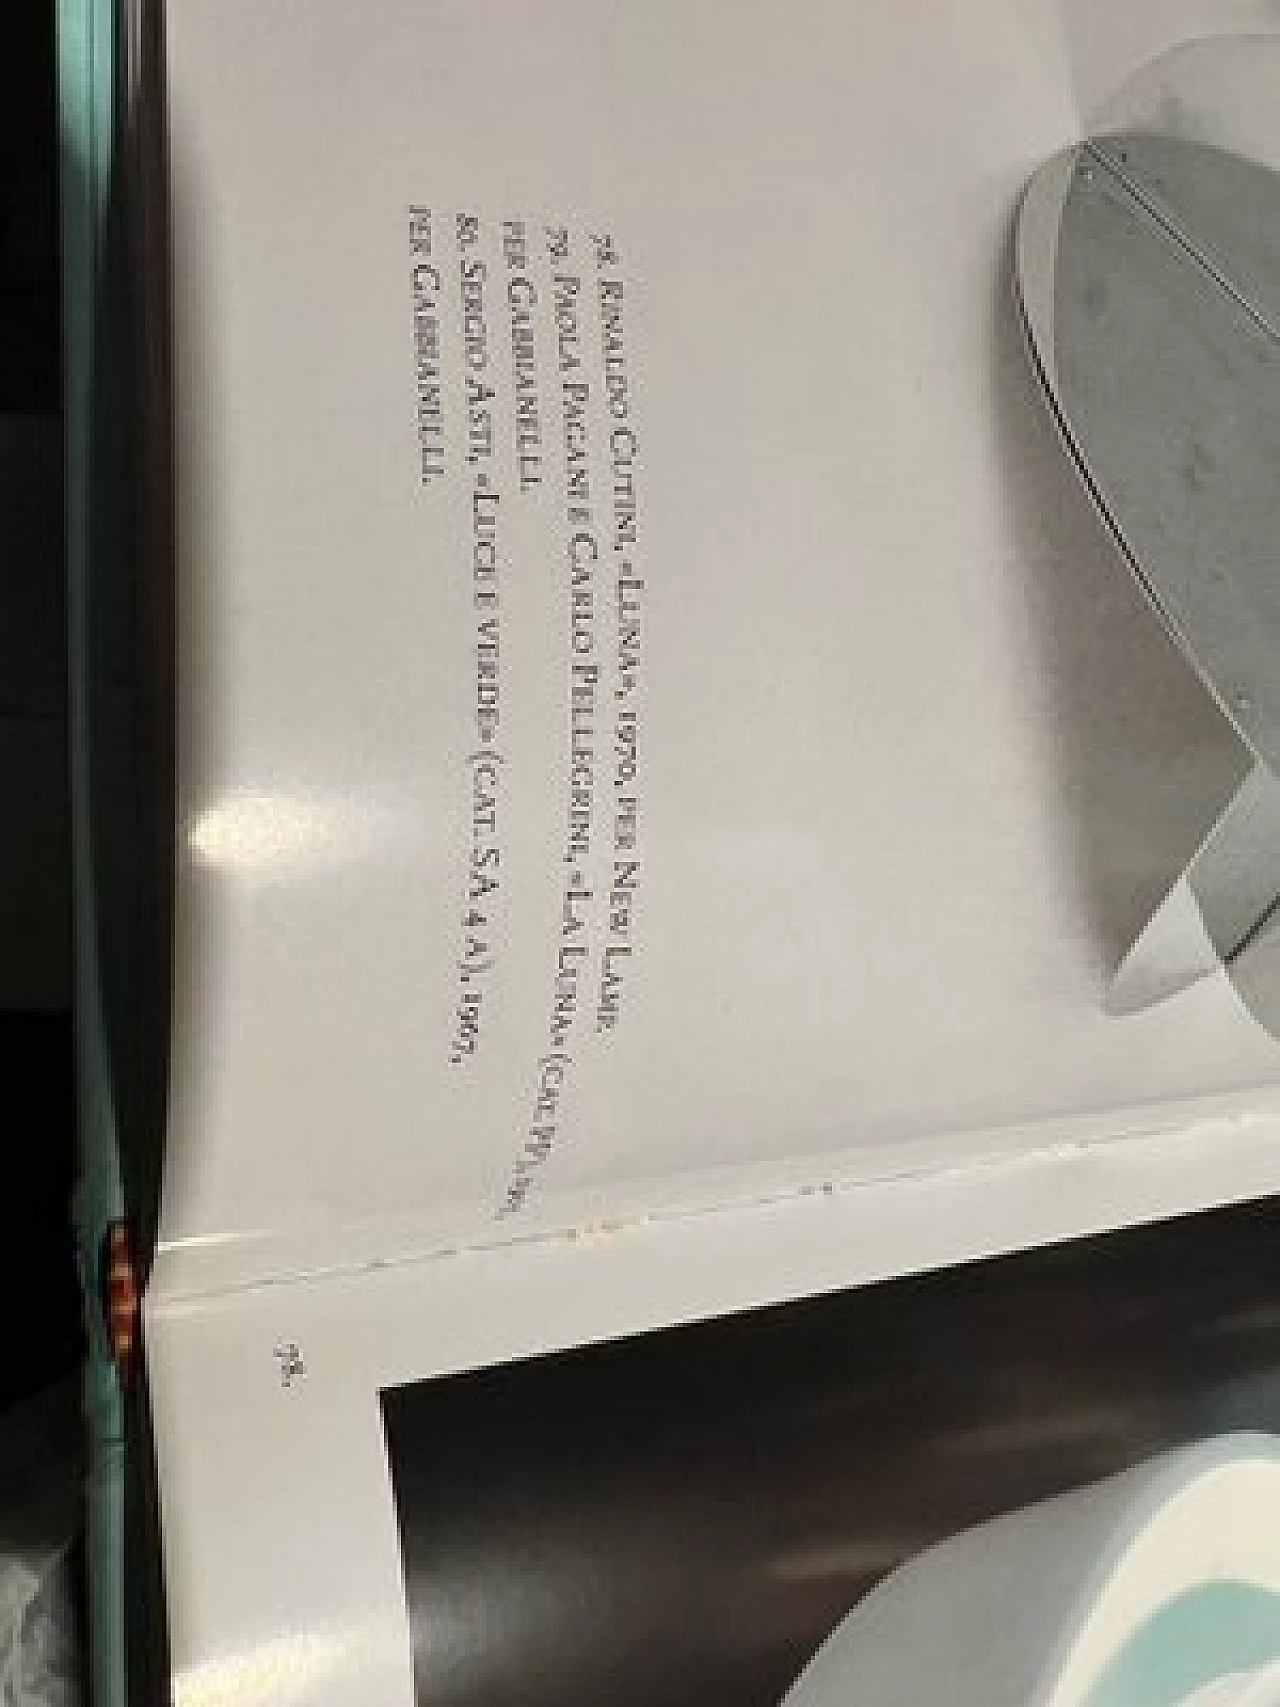 78. Rinaldo Cutini, «Luna», 1970, per New Lamp.
79. Paola Pagani e Carlo Pellegrini, «La Luna» (cat.
per Gabbianelli.
80. Sergio Asti, «Luce e verde» (cat. SA 4 A), 1967,
per Gabbianelli.
78.